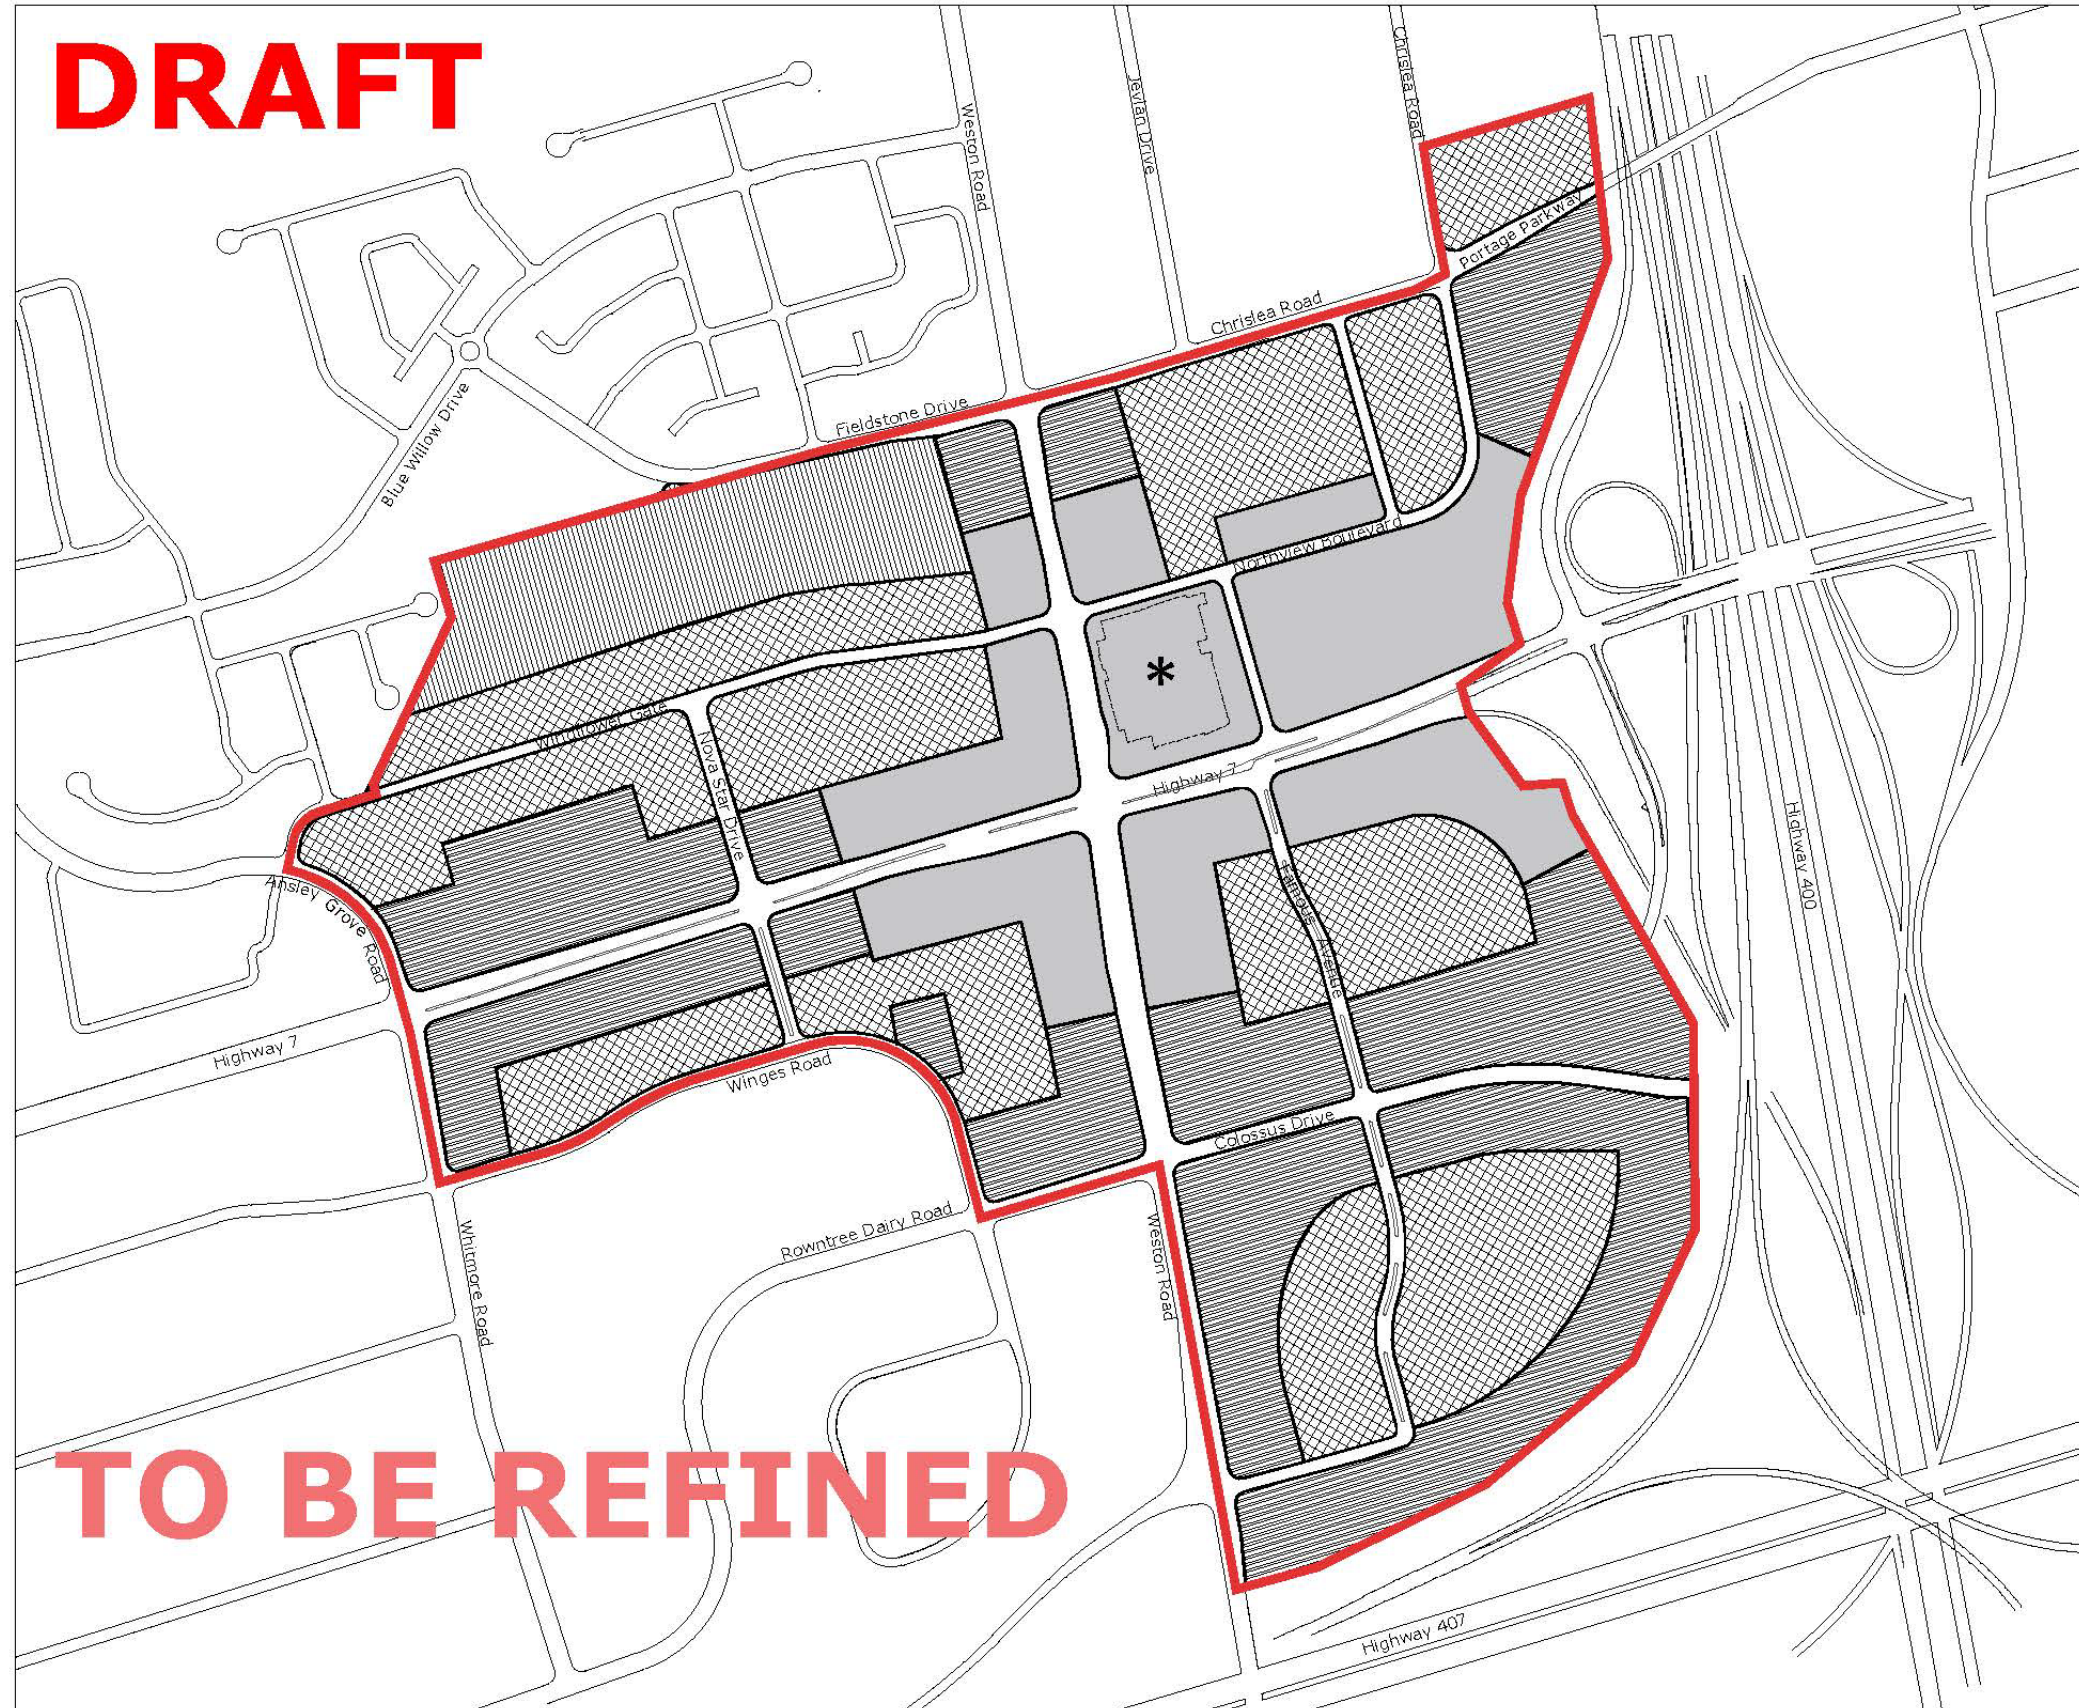 DRAFT
Chrislea Road
Jevlan Drive
Weston Road
Portage Parkway
Chrislea Road
Fieldstone Drive
Blue Willow Drive
Northview Boulevard
*
Windflower Gate
Nova Star Drive
Highway 7
Highway 400
Famous Avenue
Ansley Grove Road
Highway 7
Winges Road
Colossus Drive
Rowntree Dairy Road
Weston Road
Whitmore Road
TO BE REFINED
Highway 407